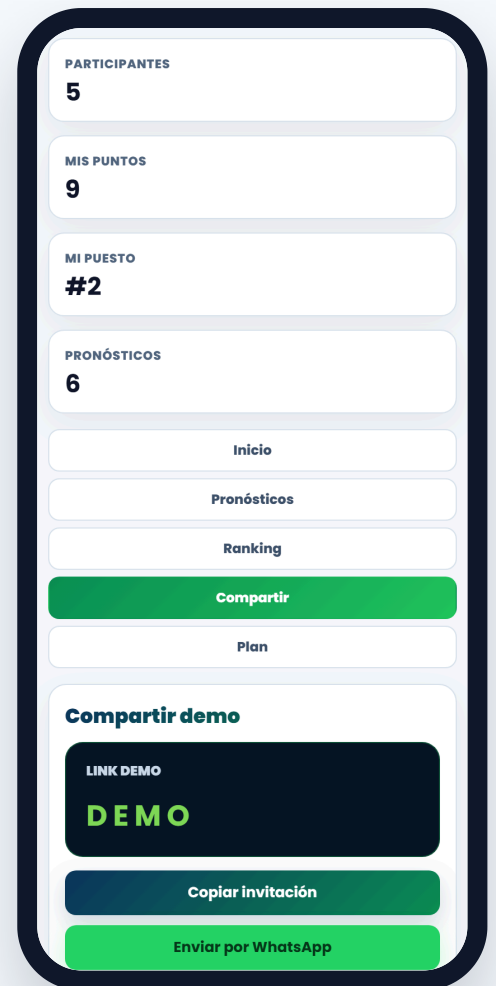 PARTICIPANTES
5
MIS PUNTOS
9
MI PUESTO
#2
PRONÓSTICOS
6
Inicio
Pronósticos
Ranking
Compartir
Plan
Compartir demo
LINK DEMO
DEMO
Copiar invitación
Enviar por WhatsApp